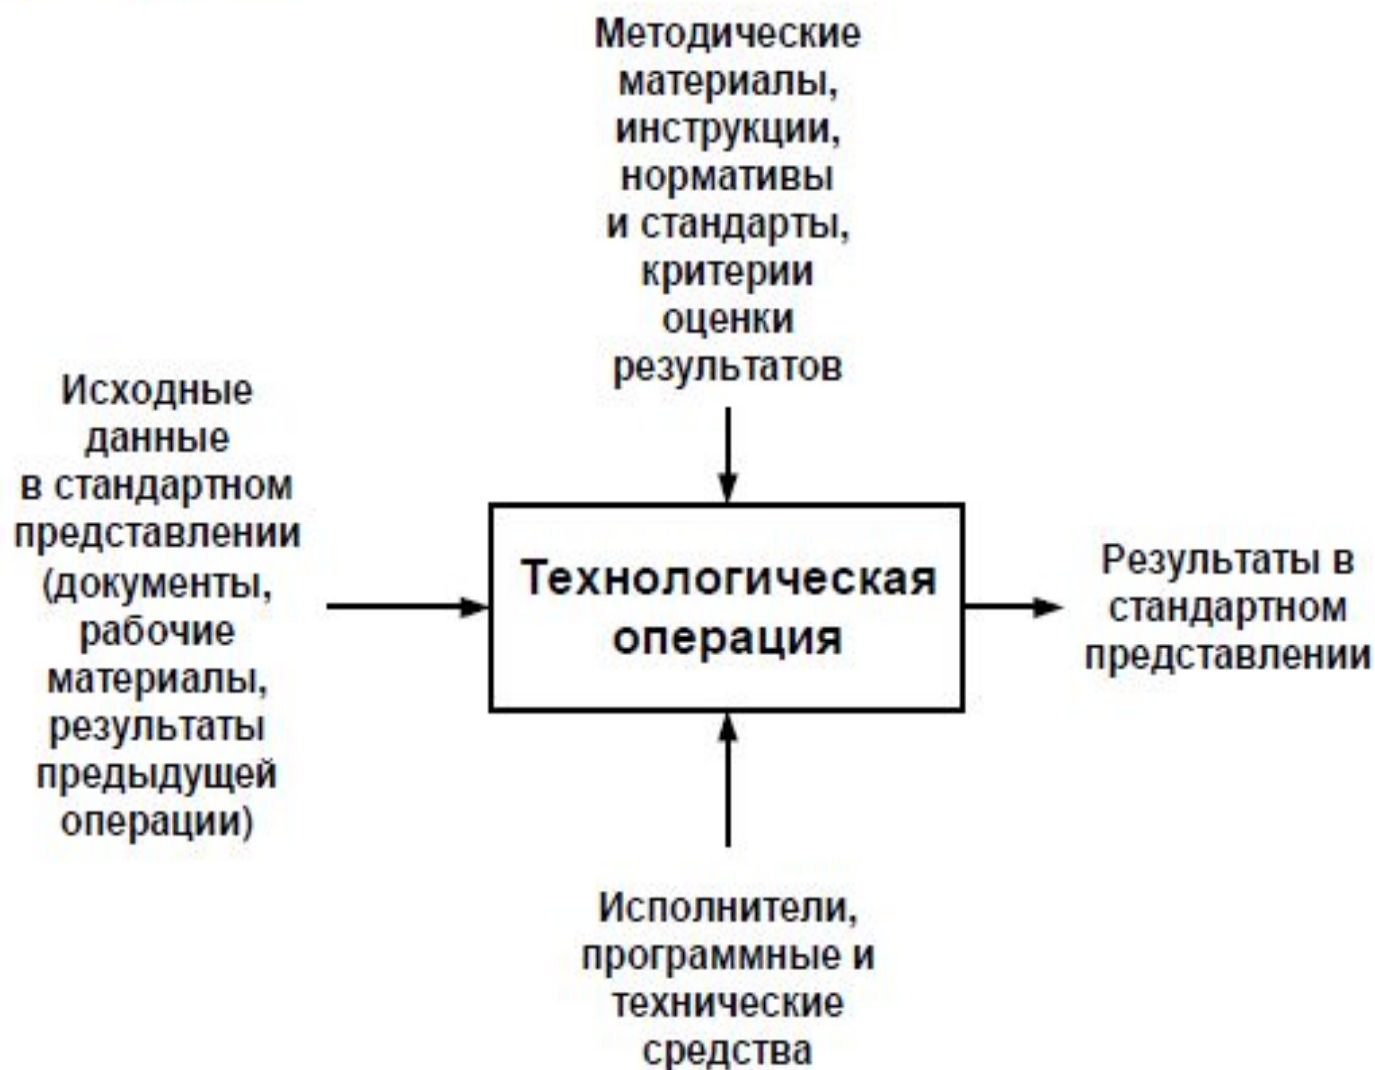 Методические
материалы,
инструкции,
нормативы
и стандарты,
критерии
оценки
результатов
Исходные
данные
в стандартном
представлении
(документы,
рабочие
материалы,
результаты
предыдущей
операции)
Технологическая
операция
Результаты в
стандартном
представлении
Исполнители,
программные и
технические
средства